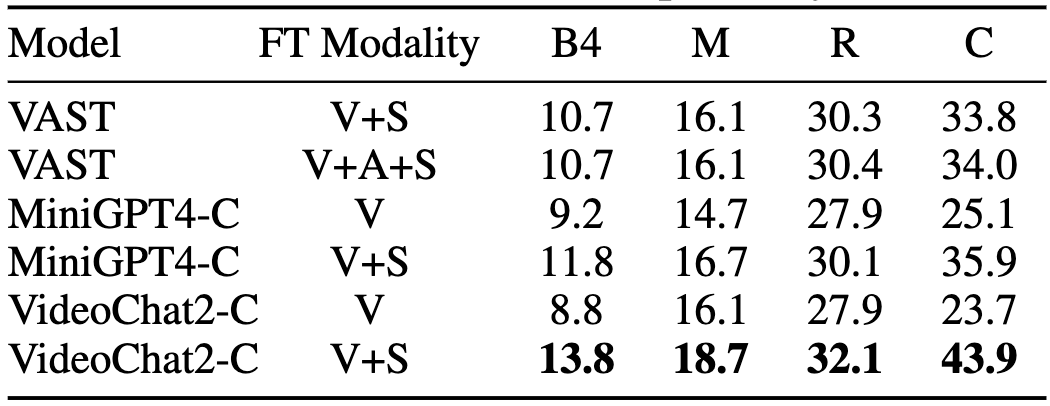 Model FT Modality B4 M R C
VAST V+S 10.7 16.1 30.3 33.8
VAST V+A+S 10.7 16.1 30.4 34.0
MiniGPT4-C V 9.2 14.7 27.9 25.1
MiniGPT4-C V+S 11.8 16.7 30.1 35.9
VideoChat2-C V 8.8 16.1 27.9 23.7
VideoChat2-C V+S 13.8 18.7 32.1 43.9